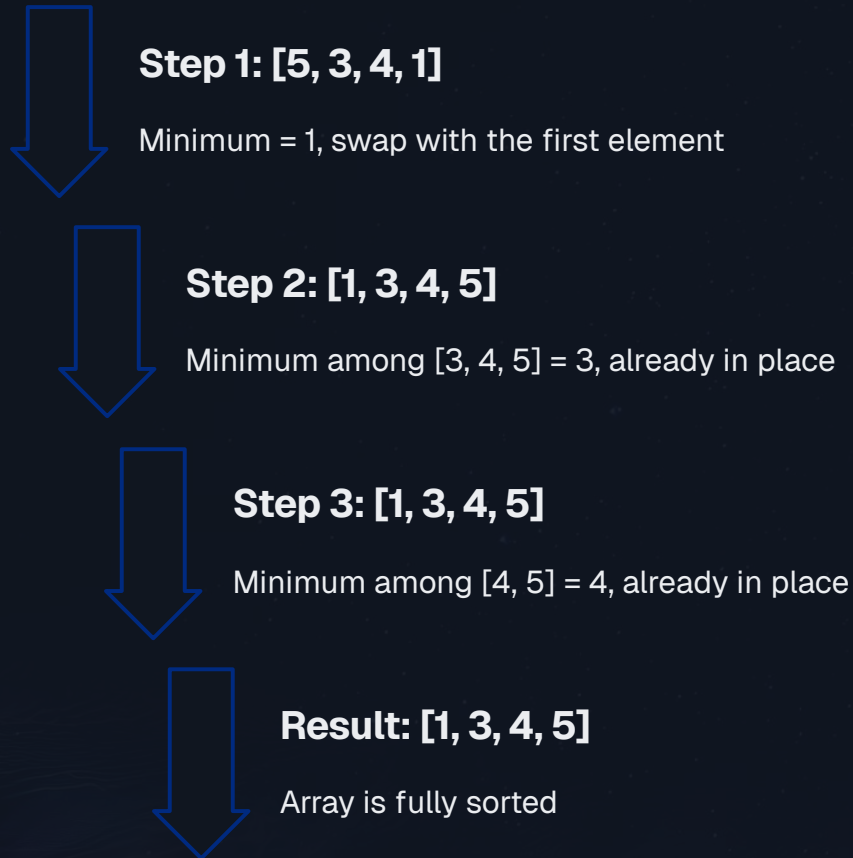 Step 1: [5, 3, 4, 1]
Minimum = 1, swap with the first element
Step 2: [1, 3, 4, 5]
Minimum among [3, 4, 5] = 3, already in place
Step 3: [1, 3, 4, 5]
Minimum among [4, 5] = 4, already in place
Result: [1, 3, 4, 5]
Array is fully sorted